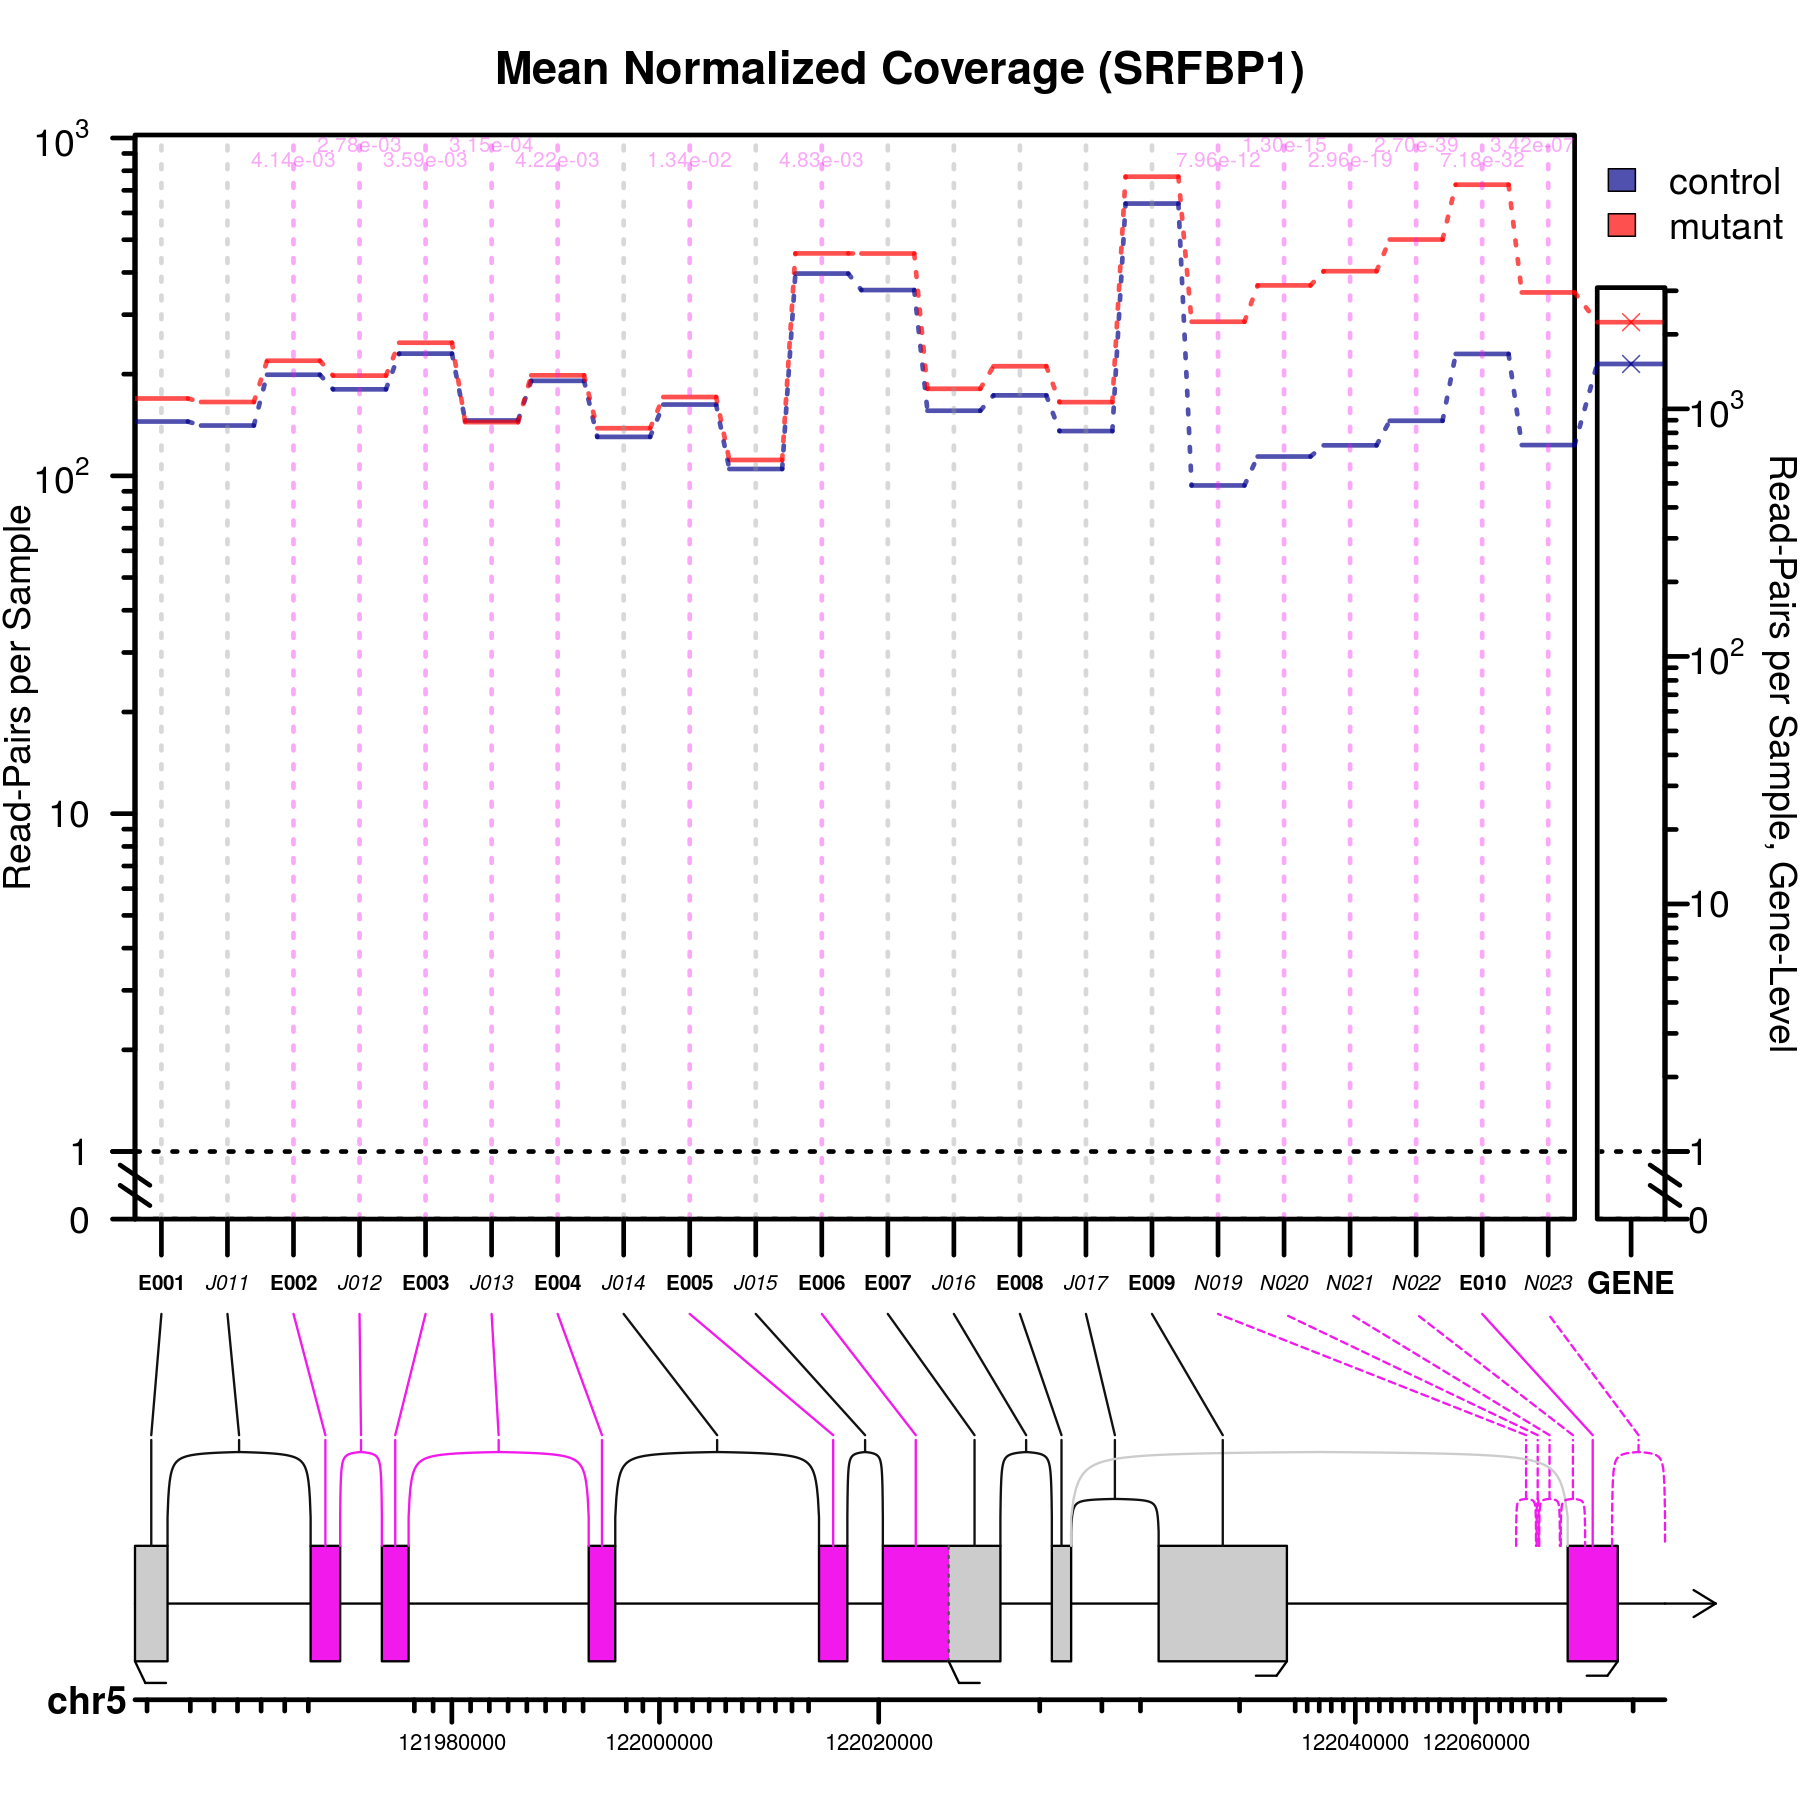 Mean Normalized Coverage (SRFBP1)
10³
10²
10
1
0
Read-Pairs per Sample
2.78e-03 3.15e-04 1.30e-15 2.70e-39 3.42e-07
4.14e-03 3.59e-03 4.22e-03 1.34e-02 4.83e-03 7.96e-12 2.96e-19 7.18e-32
control
mutant
10³
10²
10
1
0
Read-Pairs per Sample, Gene-Level
E001 J011 E002 J012 E003 J013 E004 J014 E005 J015 E006 E007 J016 E008 J017 E009 N019 N020 N021 N022 E010 N023 GENE
chr5
121980000 122000000 122020000 122040000 122060000